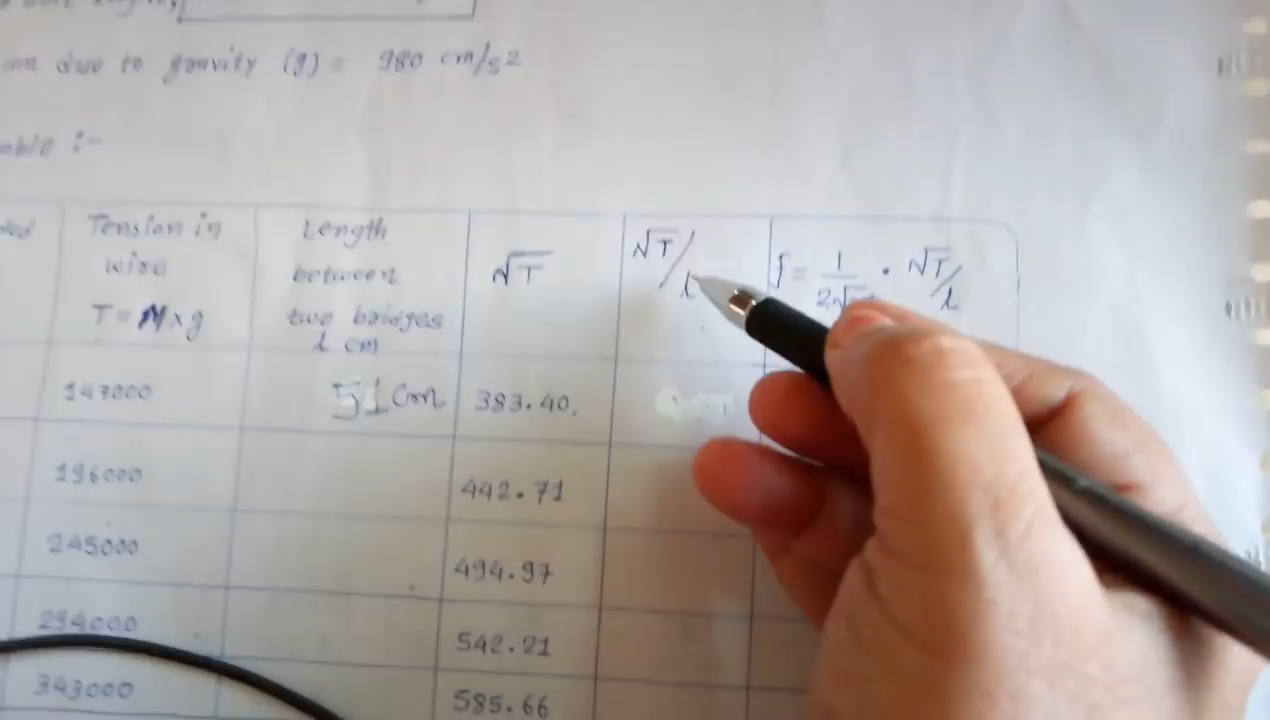 due to gravity (g) = 980 cm/s2
:-
Tension in
wire
T = M x g
Length
between
two bridges
l cm
√T
√T/l
f = 1/2√ • √T/l
147000
51 Cm
383.40,
196000
442.71
245000
494.97
294000
542.21
343000
585.66